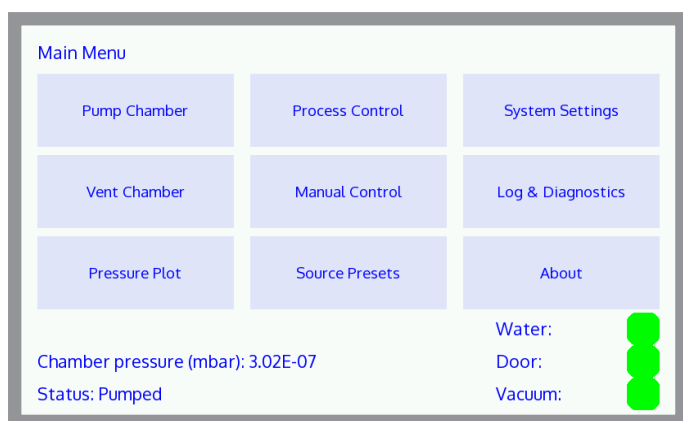 Main Menu
Pump Chamber
Process Control
System Settings
Vent Chamber
Manual Control
Log & Diagnostics
Pressure Plot
Source Presets
About
Water:
Chamber pressure (mbar): 3.02E-07
Door:
Status: Pumped
Vacuum: